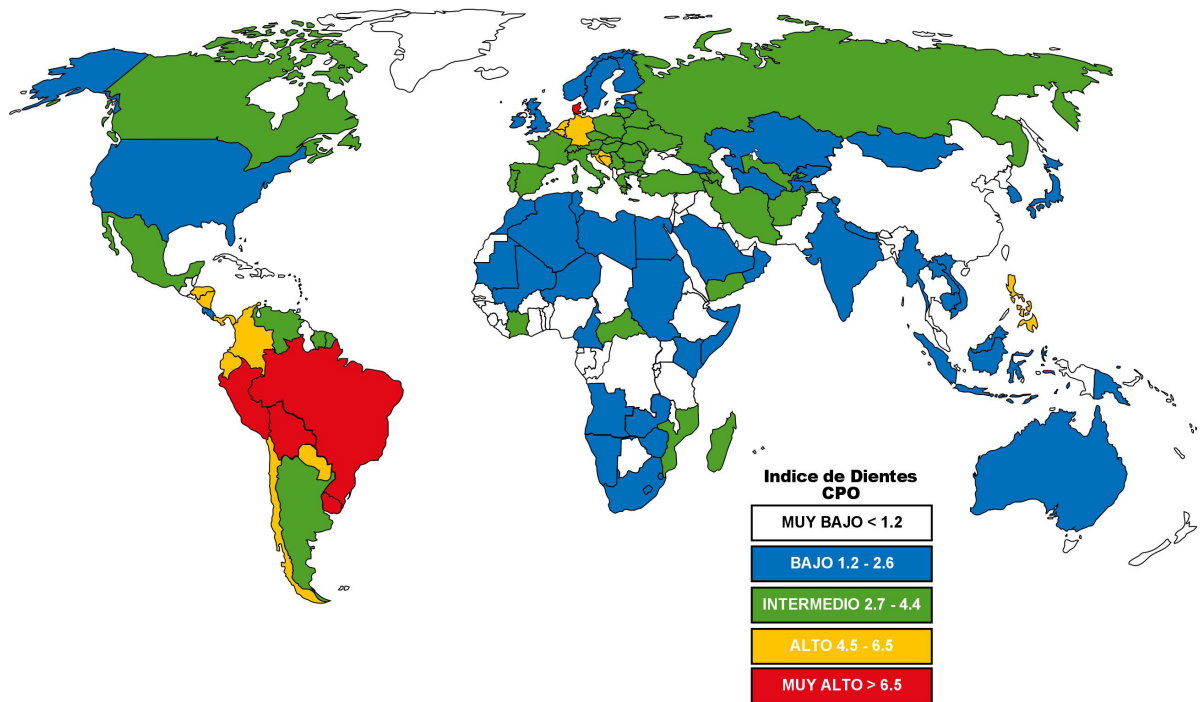 Indice de Dientes
CPO
MUY BAJO < 1.2
BAJO 1.2 - 2.6
INTERMEDIO 2.7 - 4.4
ALTO 4.5 - 6.5
MUY ALTO > 6.5